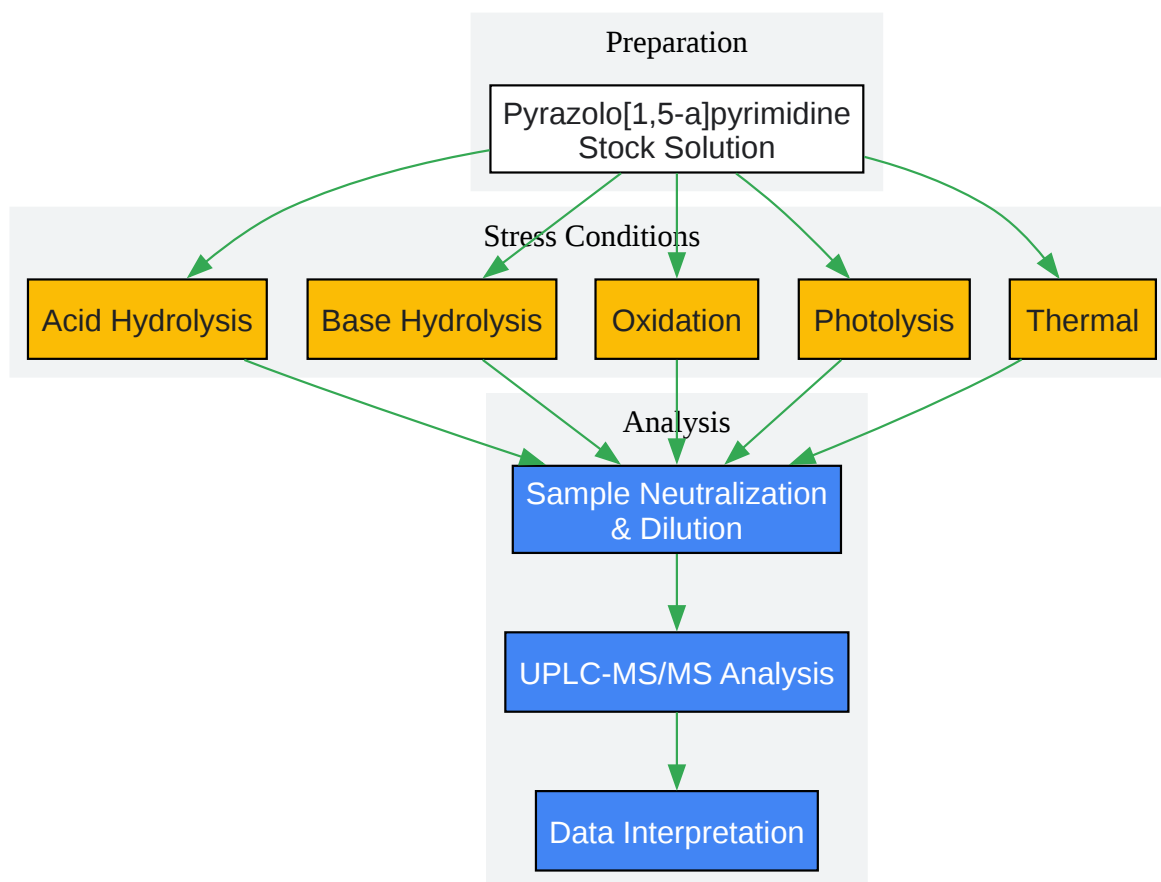 Preparation
Pyrazolo[1,5-a]pyrimidine
Stock Solution
Stress Conditions
Acid Hydrolysis
Base Hydrolysis
Oxidation
Photolysis
Thermal
Analysis
Sample Neutralization
& Dilution
UPLC-MS/MS Analysis
Data Interpretation